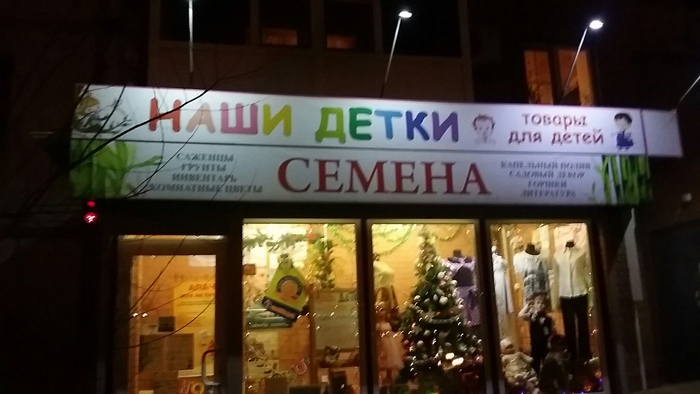 НАШИ ДЕТКИ
товары
для детей
САЖЕНЦЫ
ГРУНТЫ
ИНВЕНТАРЬ
КОМНАТНЫЕ ЦВЕТЫ
СЕМЕНА
КАПЕЛЬНЫЙ ПОЛИВ
САДОВЫЙ ДЕКОР
ГОРШКИ
ЛИТЕРАТУРА